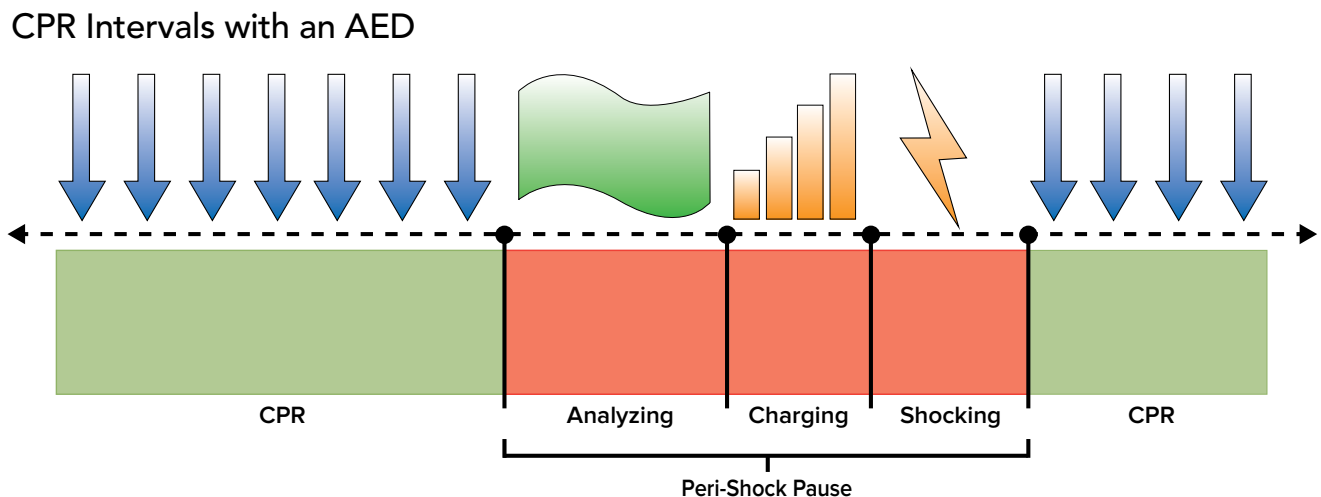 CPR Intervals with an AED
CPR
Analyzing
Charging
Shocking
CPR
Peri-Shock Pause